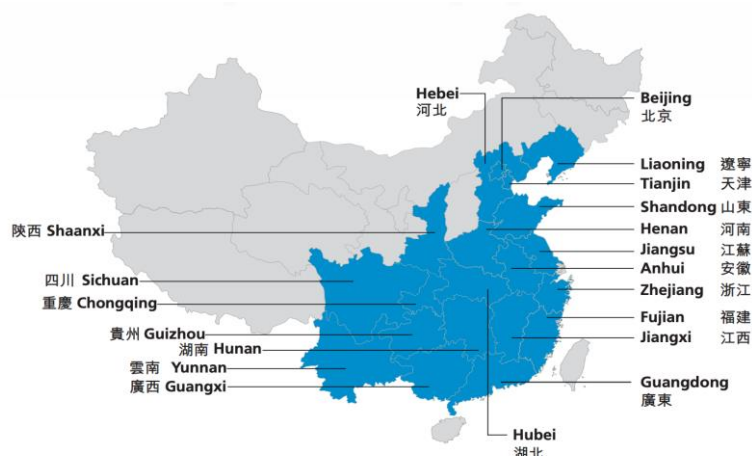 Hebei
河北
Beijing
北京
Liaoning 遼寧
Tianjin 天津
Shandong 山東
陝西 Shaanxi
Henan 河南
Jiangsu 江蘇
Anhui 安徽
四川 Sichuan
Zhejiang 浙江
重慶 Chongqing
Fujian 福建
貴州 Guizhou
Jiangxi 江西
湖南 Hunan
雲南 Yunnan
廣西 Guangxi
Guangdong
廣東
Hubei
湖北